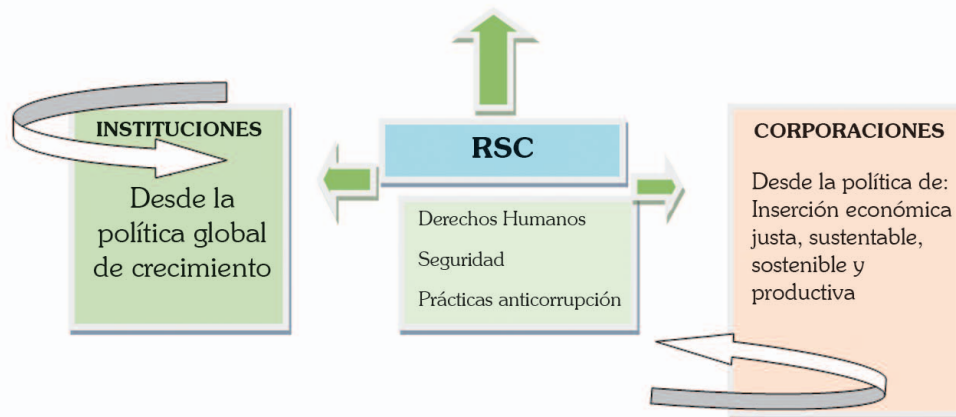 INSTITUCIONES
Desde la
política global
de crecimiento
RSC
Derechos Humanos
Seguridad
Prácticas anticorrupción
CORPORACIONES
Desde la política de:
Inserción económica
justa, sustentable,
sostenible y
productiva